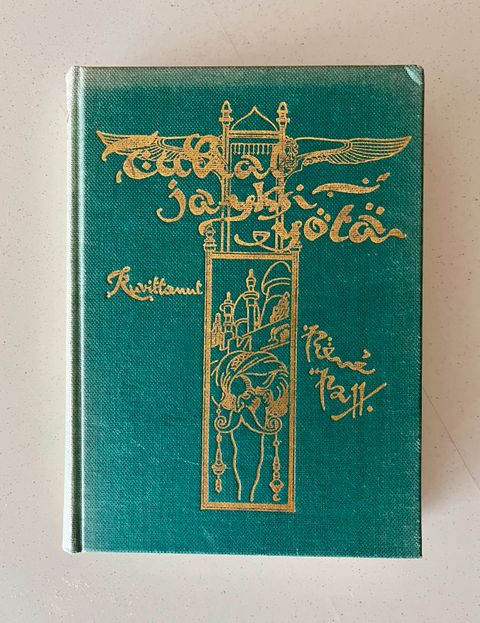 Tuhat
ja yksi
yötä
Kuvittanut
René
Bull.